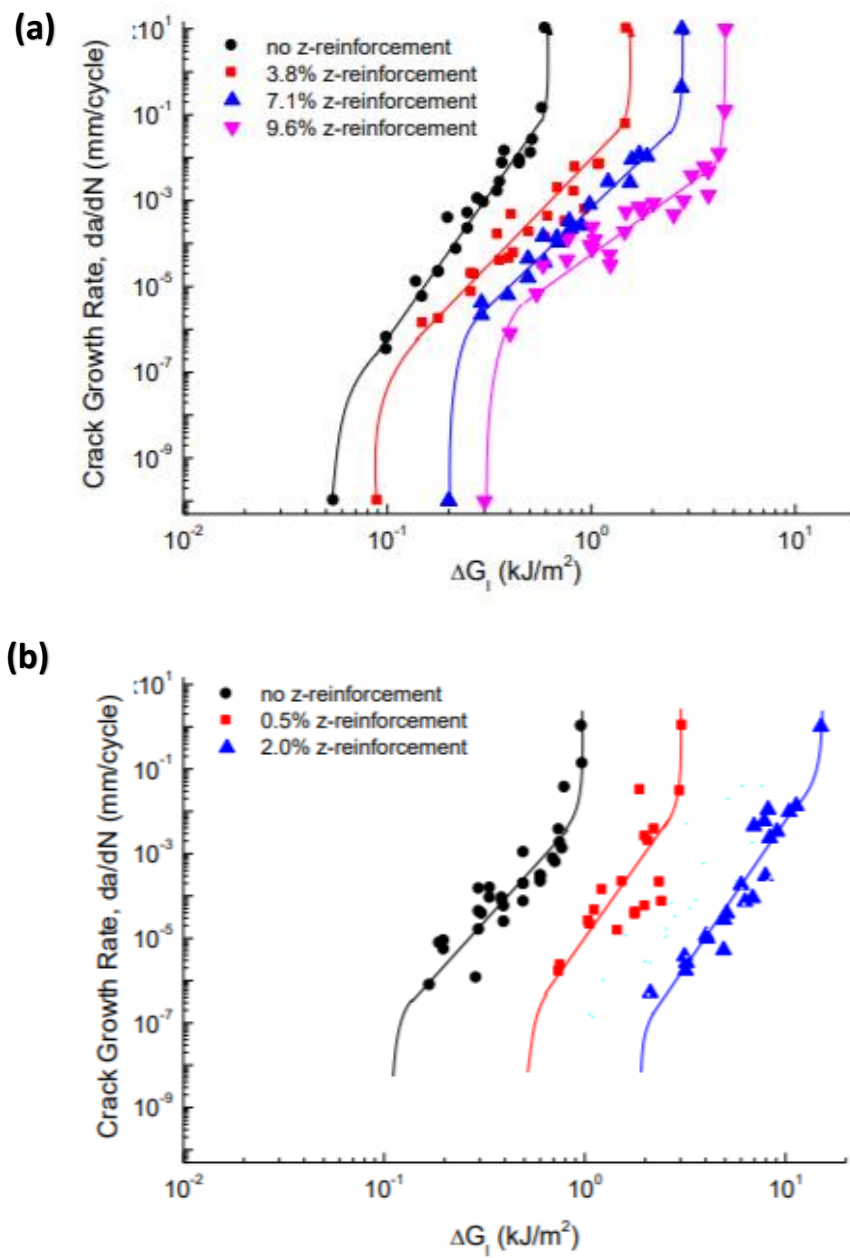 (a)
no z-reinforcement
3.8% z-reinforcement
7.1% z-reinforcement
9.6% z-reinforcement
Crack Growth Rate, da/dN (mm/cycle)
10¹
10⁻¹
10⁻³
10⁻⁵
10⁻⁷
10⁻⁹
10⁻² 10⁻¹ 10⁰ 10¹
ΔG_I (kJ/m²)
(b)
no z-reinforcement
0.5% z-reinforcement
2.0% z-reinforcement
Crack Growth Rate, da/dN (mm/cycle)
10¹
10⁻¹
10⁻³
10⁻⁵
10⁻⁷
10⁻⁹
10⁻² 10⁻¹ 10⁰ 10¹
ΔG_I (kJ/m²)